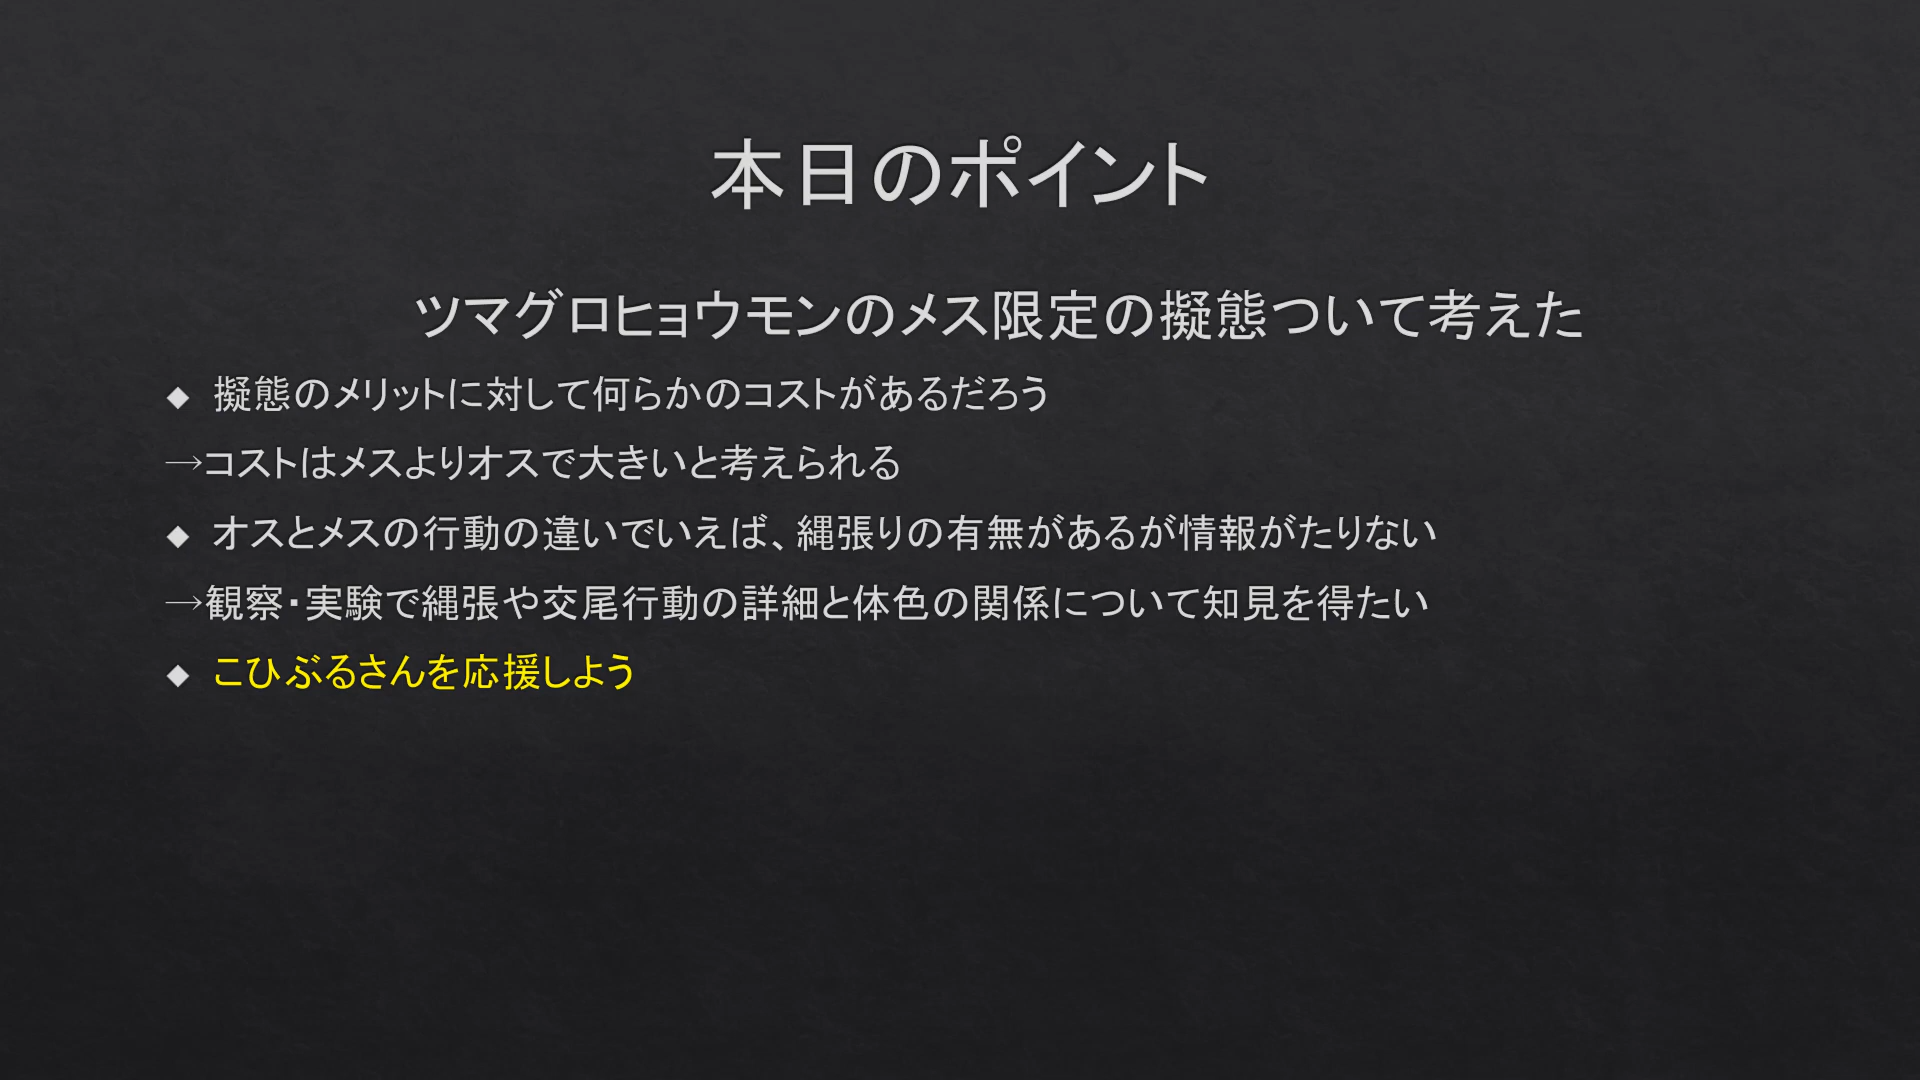 本日のポイント
ツマグロヒョウモンのメス限定の擬態ついて考えた
◆ 擬態のメリットに対して何らかのコストがあるだろう
→コストはメスよりオスで大きいと考えられる
◆ オスとメスの行動の違いでいえば、縄張りの有無があるが情報がたりない
→観察・実験で縄張や交尾行動の詳細と体色の関係について知見を得たい
◆ こひぶるさんを応援しよう